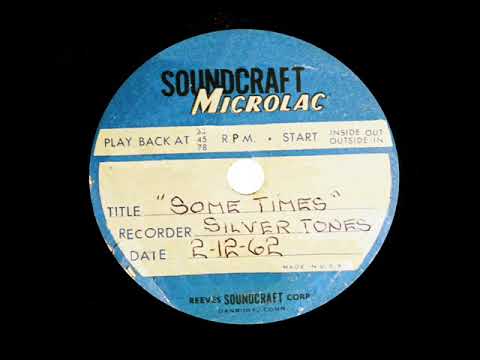 SOUNDCRAFT
MICROLAC
PLAY BACK AT 33 45 78 R.P.M. • START INSIDE OUT OUTSIDE IN
TITLE "SOME TIMES"
RECORDER SILVER TONES
DATE 2-12-62
MADE IN U.S.A.
REEVES SOUNDCRAFT CORP.
DANBURY, CONN.